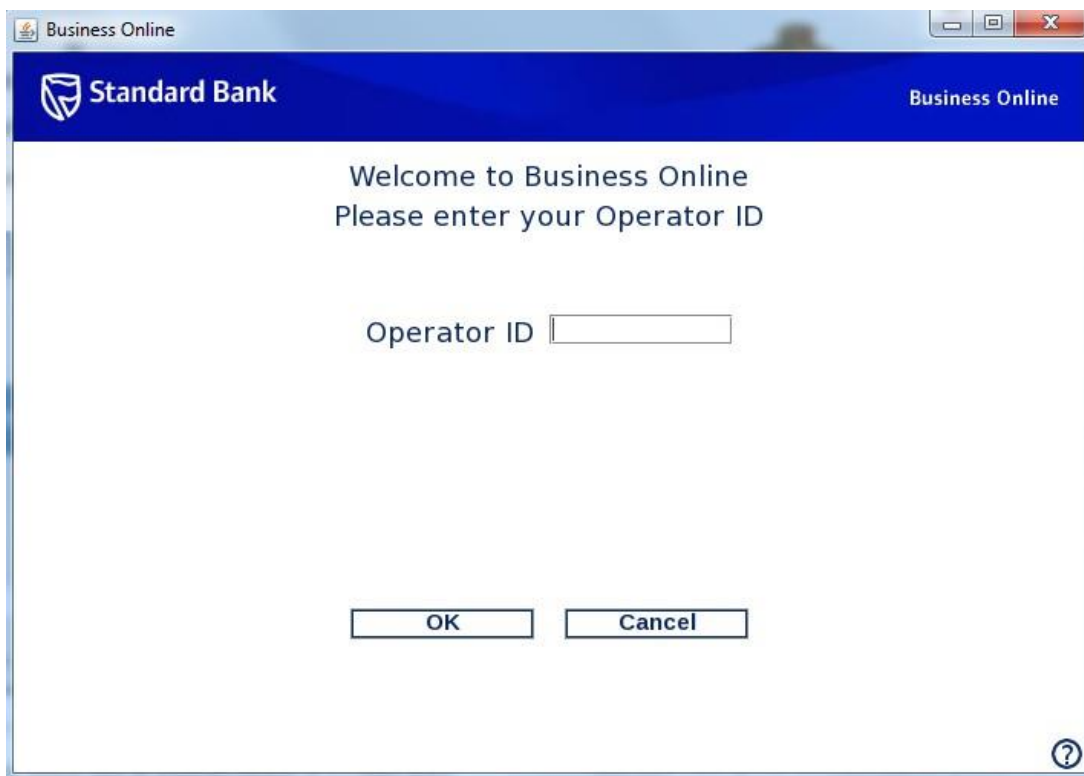 Business Online
Standard Bank
Business Online
Welcome to Business Online
Please enter your Operator ID
Operator ID
OK Cancel
?